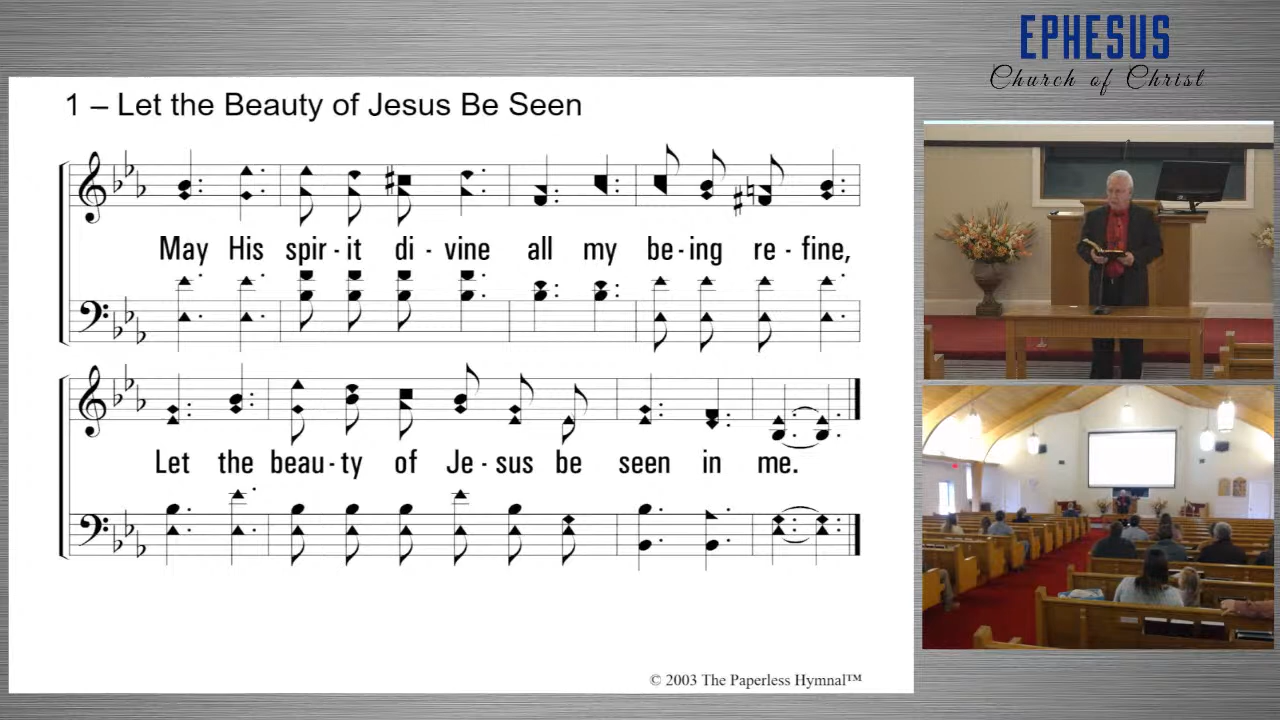 EPHESUS
Church of Christ
1 – Let the Beauty of Jesus Be Seen
May His spir - it di - vine all my be - ing re - fine,
Let the beau - ty of Je - sus be seen in me.
© 2003 The Paperless Hymnal™